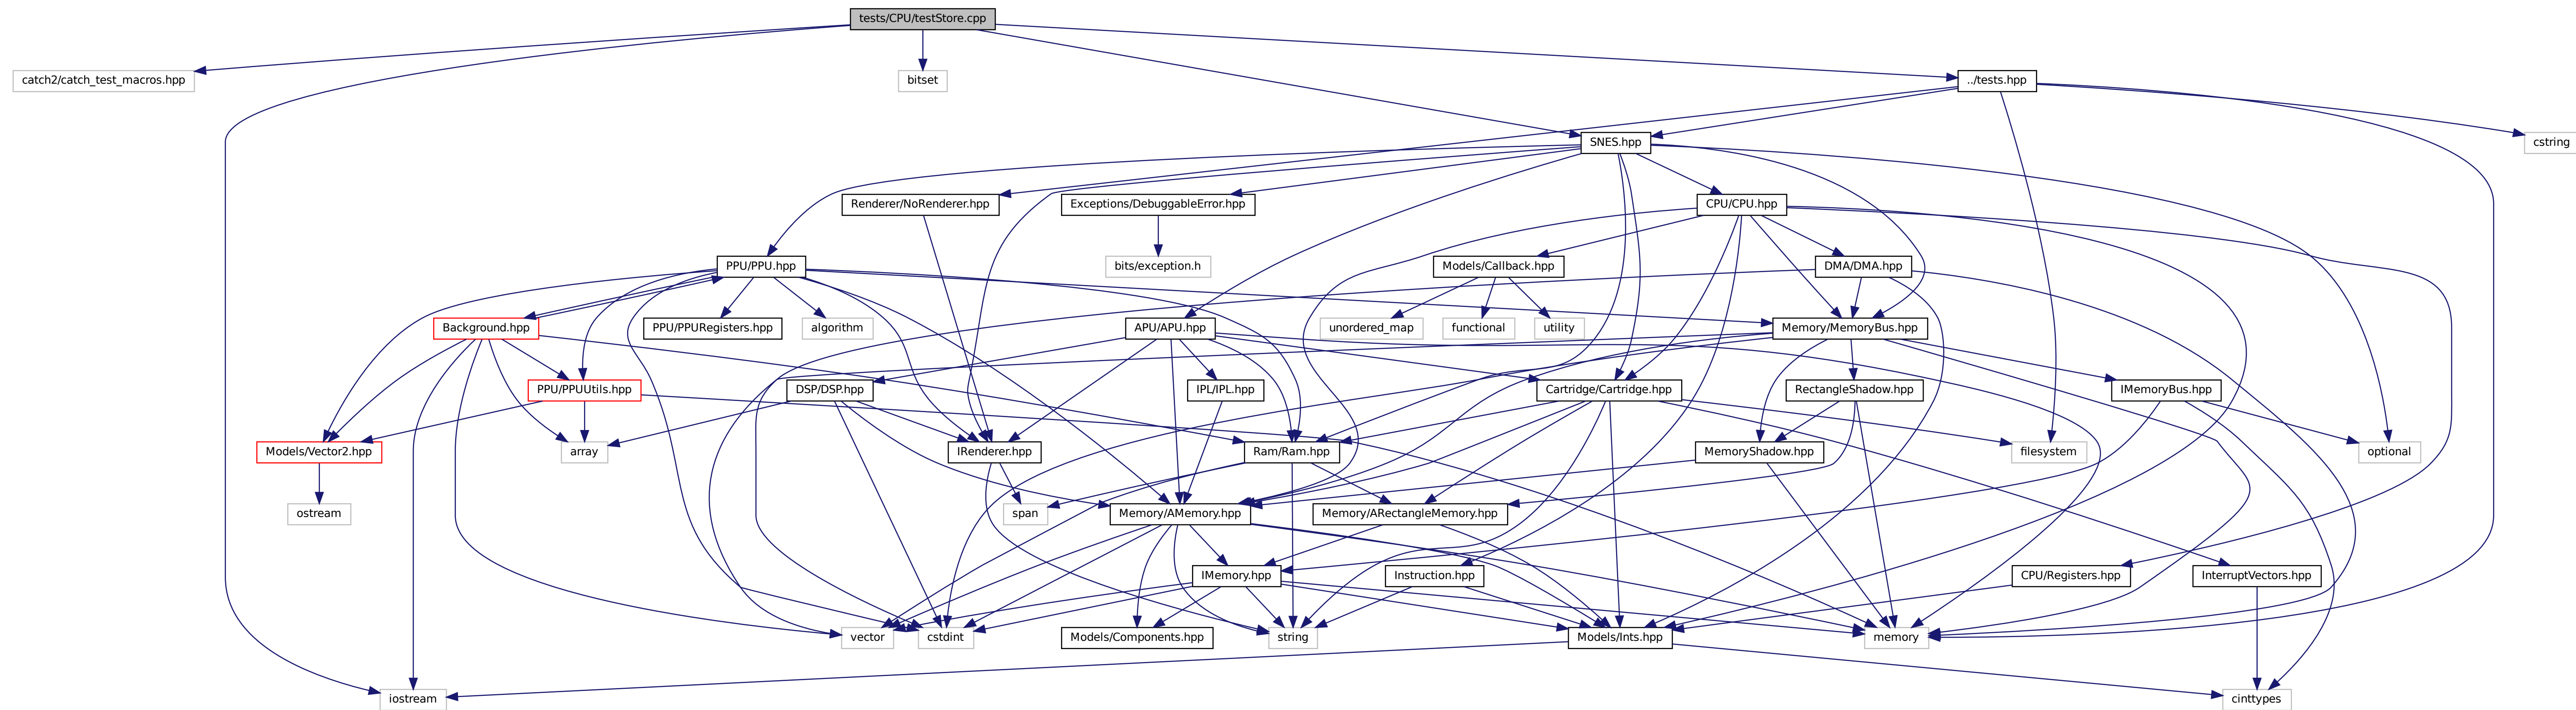 tests/CPU/testStore.cpp
catch2/catch_test_macros.hpp
bitset
../tests.hpp
SNES.hpp
cstring
Renderer/NoRenderer.hpp
Exceptions/DebuggableError.hpp
CPU/CPU.hpp
PPU/PPU.hpp
bits/exception.h
Models/Callback.hpp
DMA/DMA.hpp
Background.hpp
PPU/PPURegisters.hpp
algorithm
APU/APU.hpp
unordered_map
functional
utility
Memory/MemoryBus.hpp
PPU/PPUUtils.hpp
DSP/DSP.hpp
IPL/IPL.hpp
Cartridge/Cartridge.hpp
RectangleShadow.hpp
IMemoryBus.hpp
Models/Vector2.hpp
array
IRenderer.hpp
Ram/Ram.hpp
MemoryShadow.hpp
filesystem
optional
ostream
span
Memory/AMemory.hpp
Memory/ARectangleMemory.hpp
IMemory.hpp
Instruction.hpp
CPU/Registers.hpp
InterruptVectors.hpp
vector
cstdint
Models/Components.hpp
string
Models/Ints.hpp
memory
iostream
cinttypes